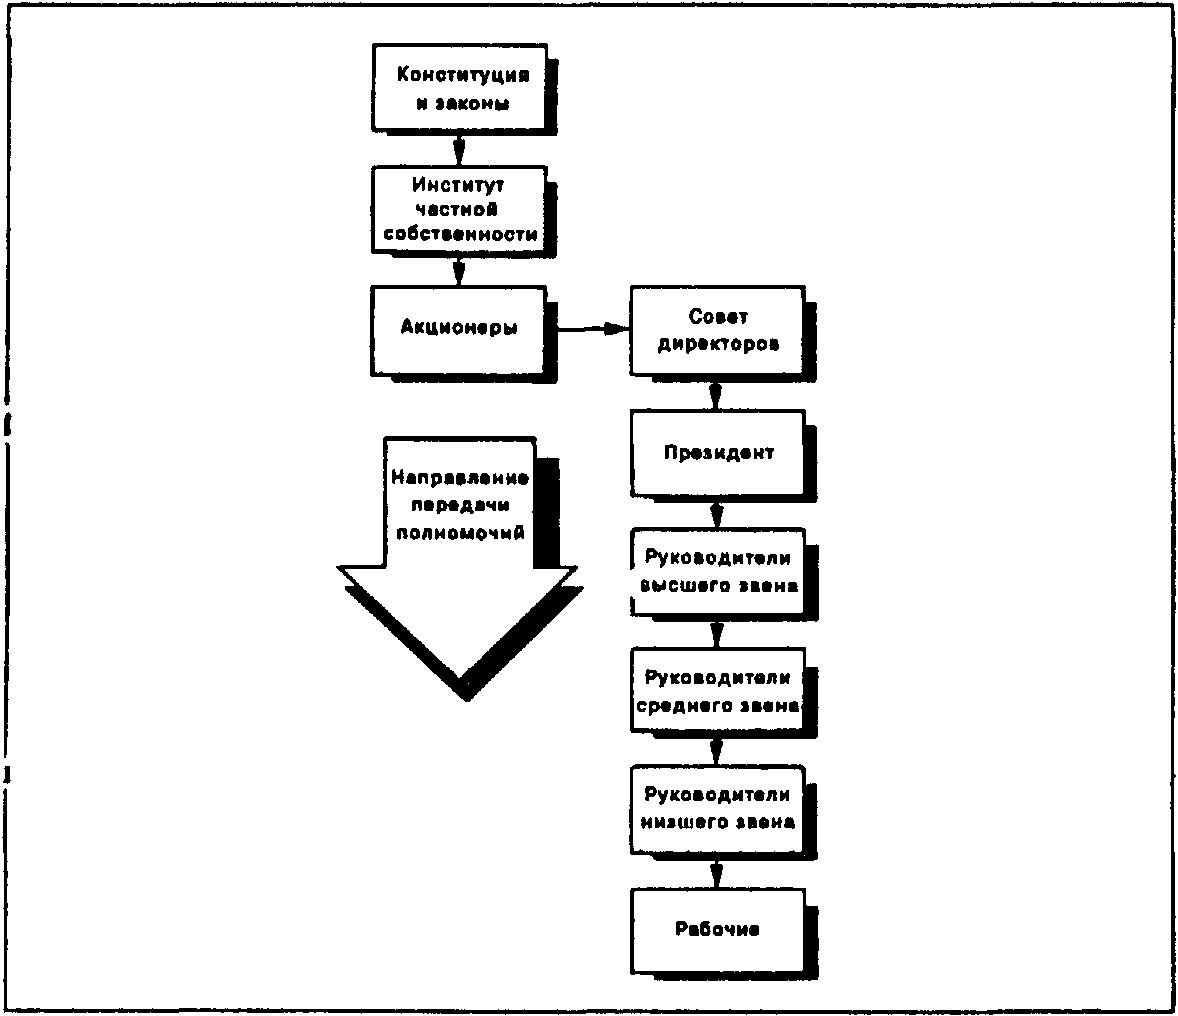 Конституция
и законы
Институт
частной
собственности
Акционеры
Совет
директоров
Президент
Направление
передачи
полномочий
Руководители
высшего звена
Руководители
среднего звена
Руководители
низшего звена
Рабочие